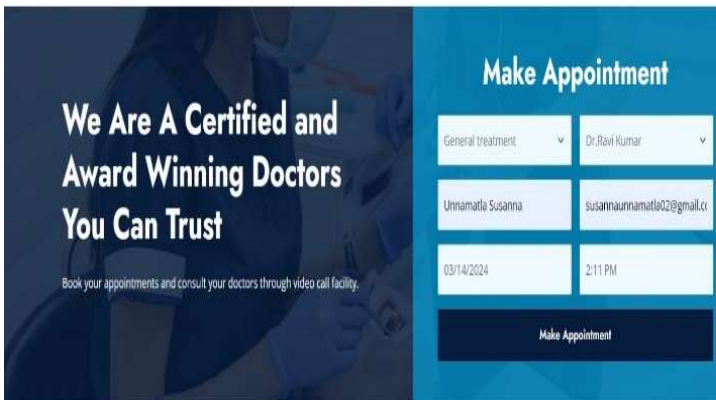 We Are A Certified and
Award Winning Doctors
You Can Trust
Book your appointments and consult your doctors through video call facility.
Make Appointment
General treatment
Dr.Ravi Kumar
Unnamatla Susanna
susannaunnamatla02@gmail.cc
03/14/2024
2:11 PM
Make Appointment